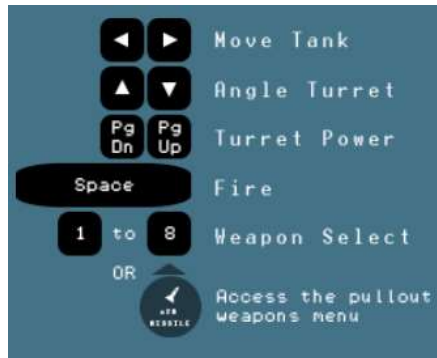 Move Tank
Angle Turret
Pg Dn Pg Up Turret Power
Space Fire
1 to 8 Weapon Select
OR
MISSILE
Access the pullout
weapons menu